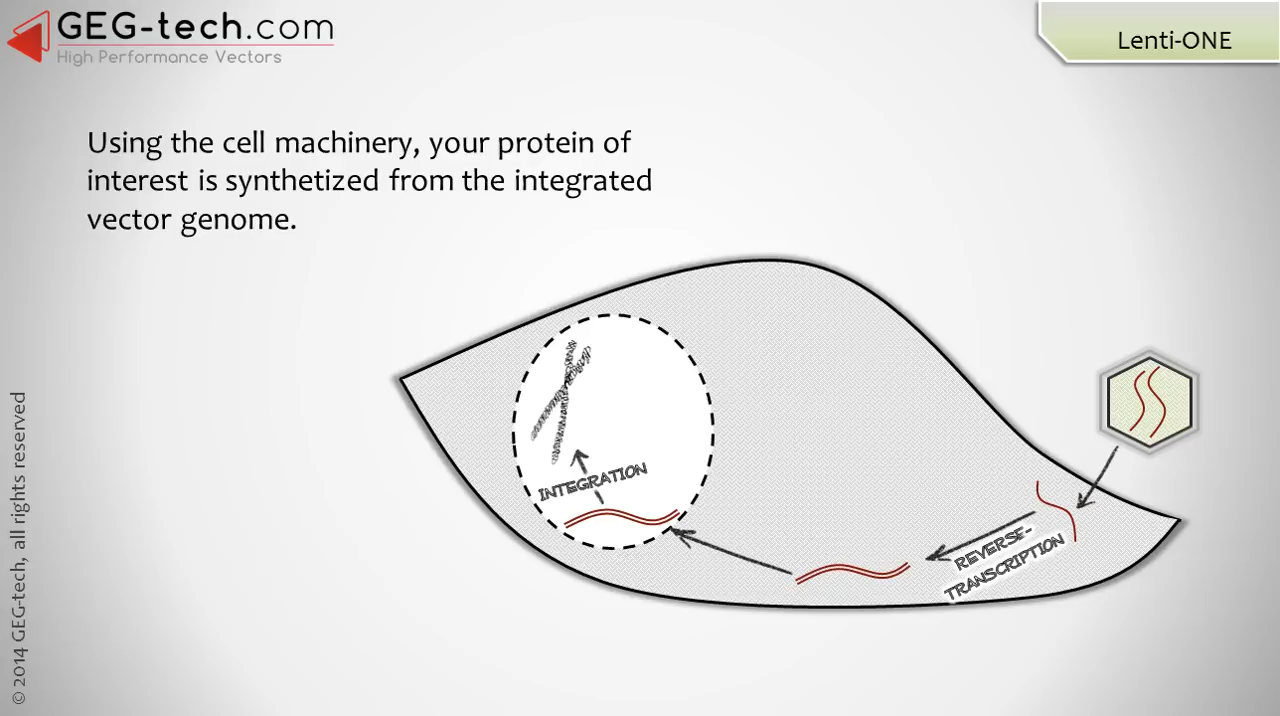 GEG-tech.com
High Performance Vectors
Lenti-ONE
Using the cell machinery, your protein of
interest is synthetized from the integrated
vector genome.
INTEGRATION
REVERSE-
TRANSCRIPTION
© 2014 GEG-tech, all rights reserved